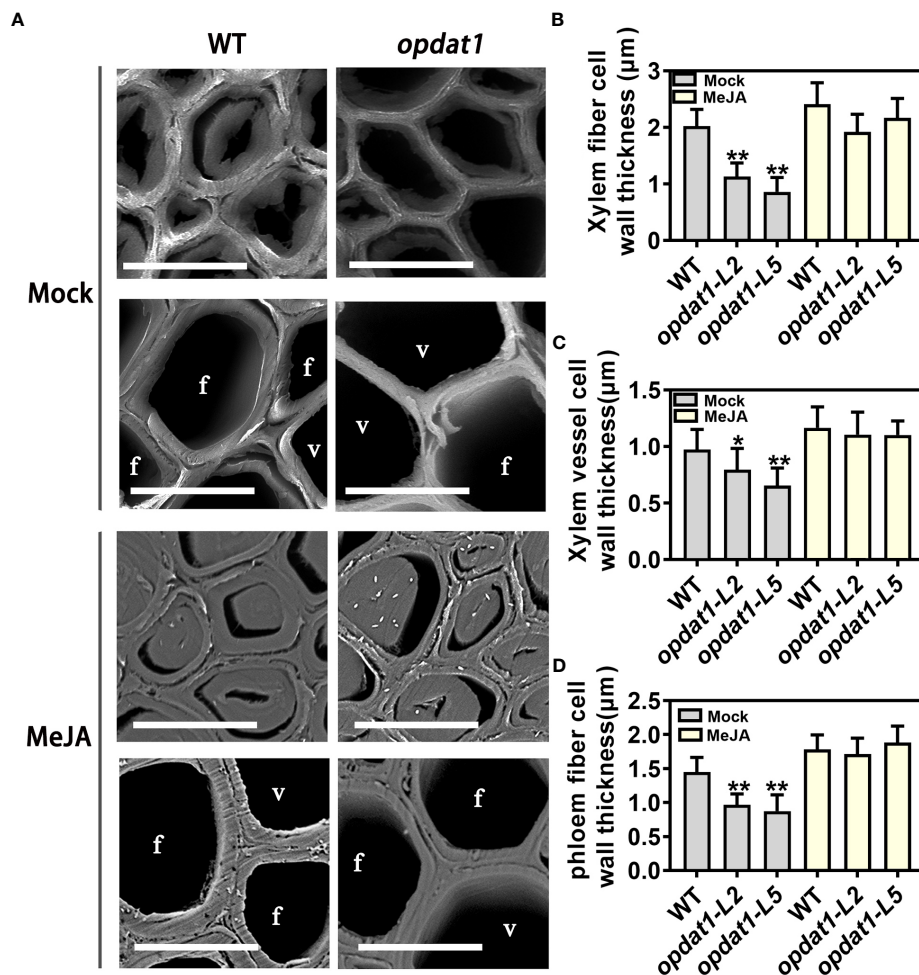 A
WT
opdat1
Mock
f
f
f
v
v
v
f
MeJA
f
v
f
f
f
v
B
Xylem fiber cell
wall thickness (μm)
3
2
1
0
Mock
MeJA
**
**
WT
opdat1-L2
opdat1-L5
WT
opdat1-L2
opdat1-L5
C
Xylem vessel cell
wall thickness(μm)
1.5
1.0
0.5
0.0
Mock
MeJA
*
**
WT
opdat1-L2
opdat1-L5
WT
opdat1-L2
opdat1-L5
D
phloem fiber cell
wall thickness(μm)
2.5
2.0
1.5
1.0
0.5
0.0
Mock
MeJA
**
**
WT
opdat1-L2
opdat1-L5
WT
opdat1-L2
opdat1-L5